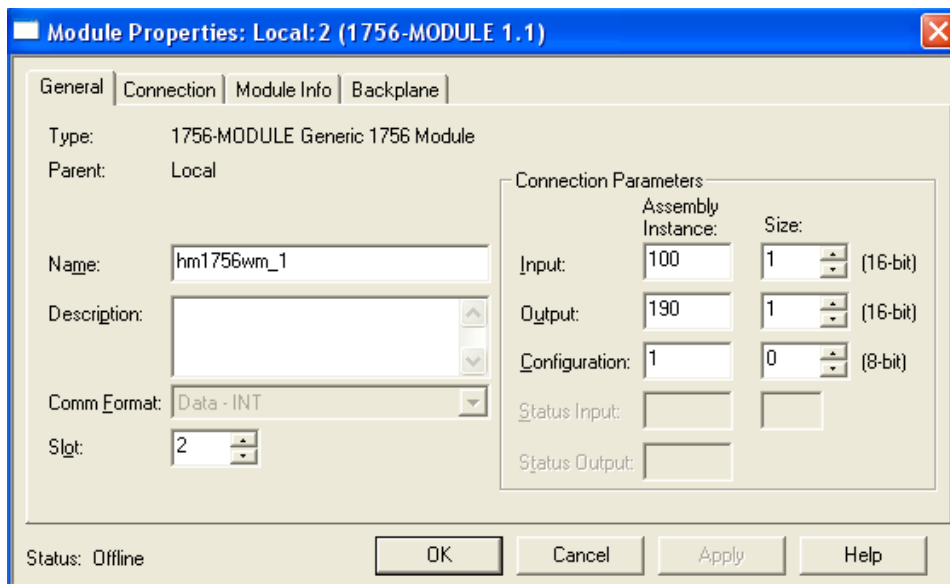 Module Properties: Local:2 (1756-MODULE 1.1)
General Connection Module Info Backplane
Type: 1756-MODULE Generic 1756 Module
Parent: Local
Name: hm1756wm_1
Description:
Comm Format: Data - INT
Slot: 2
Connection Parameters
Assembly Instance: Size:
Input: 100 1 (16-bit)
Output: 190 1 (16-bit)
Configuration: 1 0 (8-bit)
Status Input:
Status Output:
Status: Offline
OK Cancel Apply Help